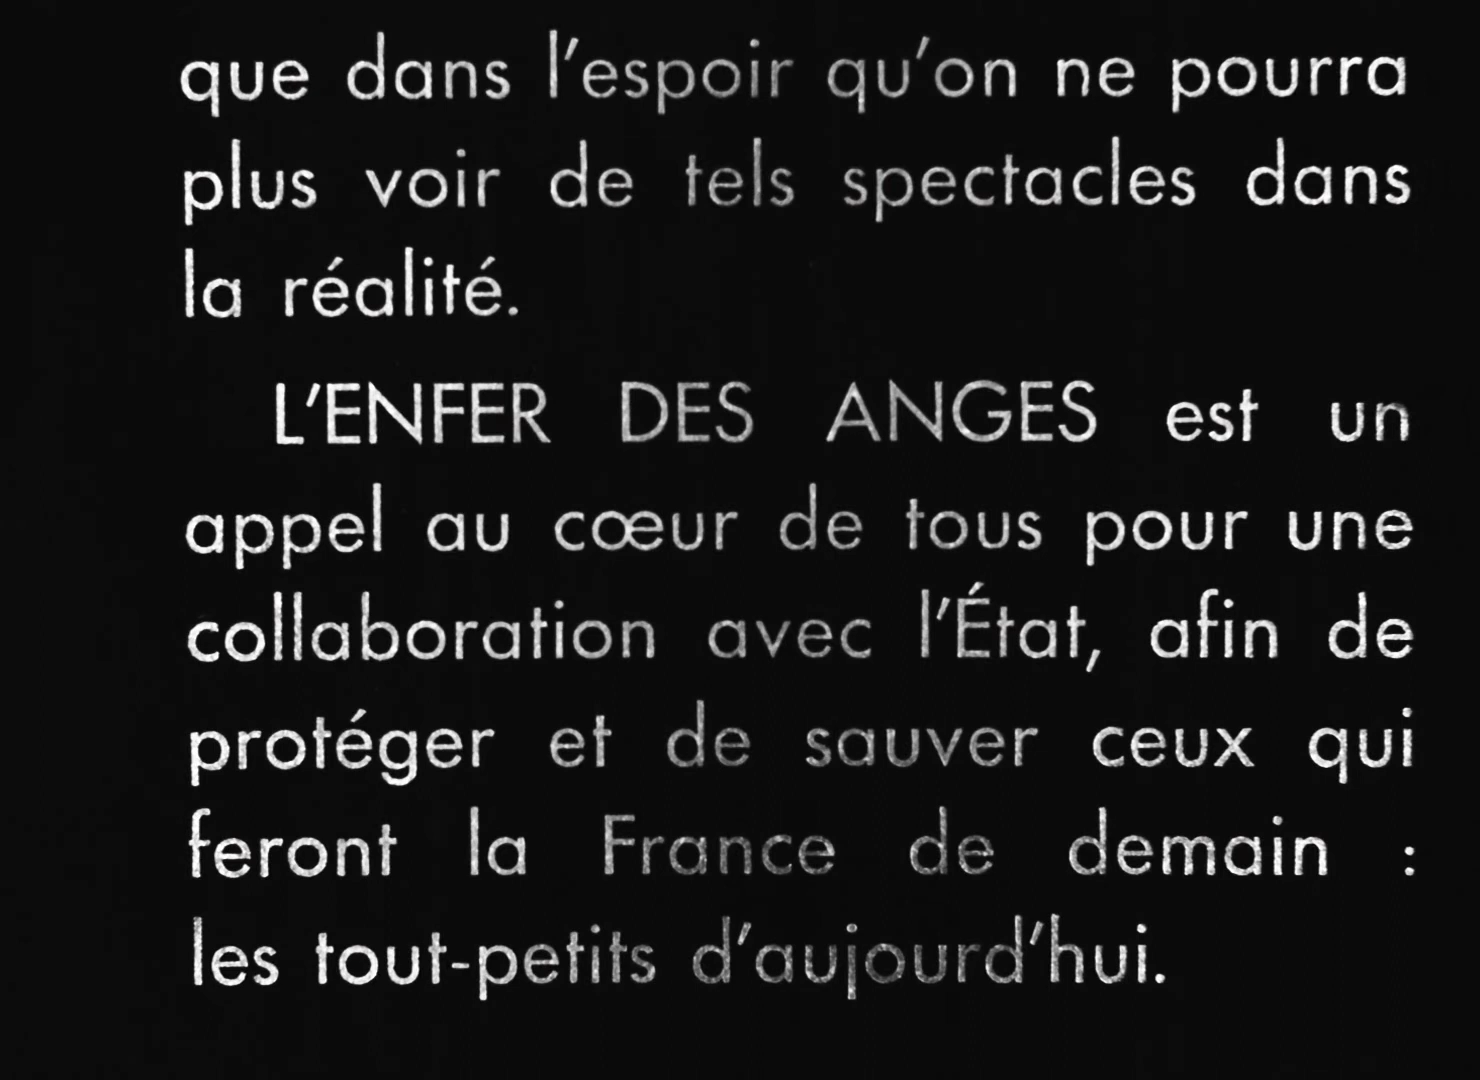 que dans l'espoir qu'on ne pourra
plus voir de tels spectacles dans
la réalité.
L'ENFER DES ANGES est un
appel au cœur de tous pour une
collaboration avec l'État, afin de
protéger et de sauver ceux qui
feront la France de demain :
les tout-petits d'aujourd'hui.